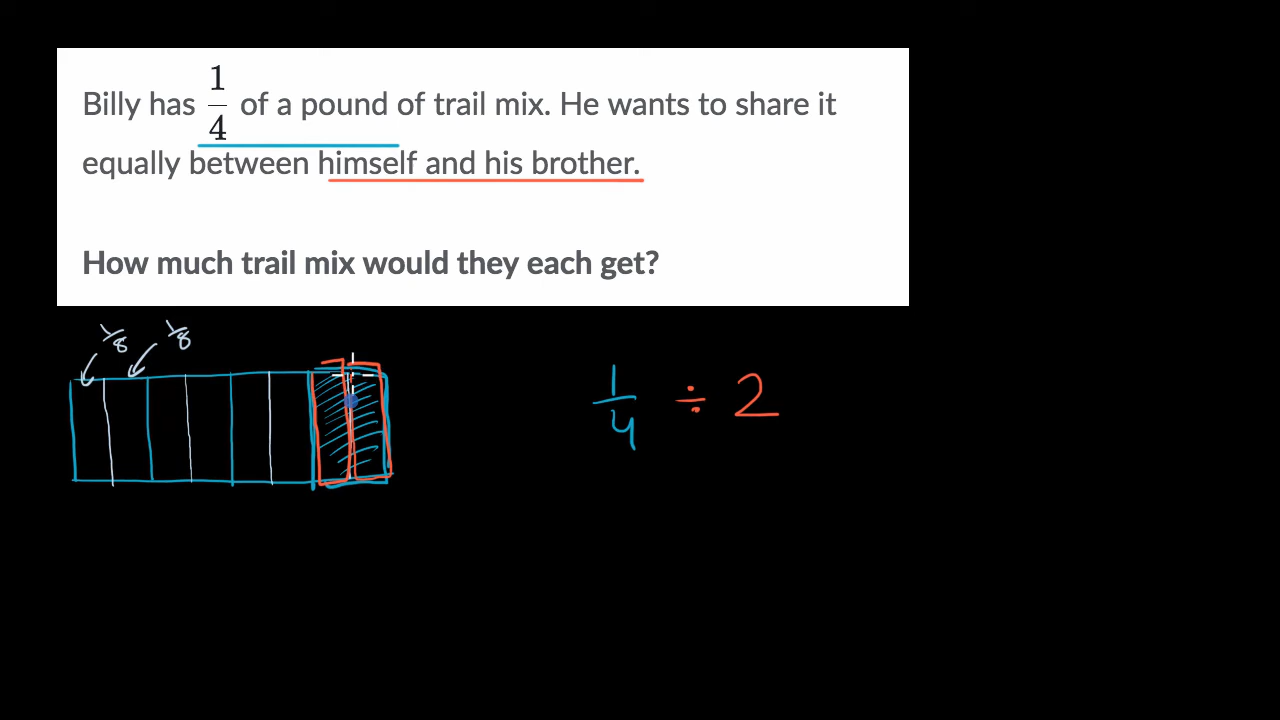 Billy has 1/4 of a pound of trail mix. He wants to share it
equally between himself and his brother.
How much trail mix would they each get?
1/8 1/8
1/4 ÷ 2